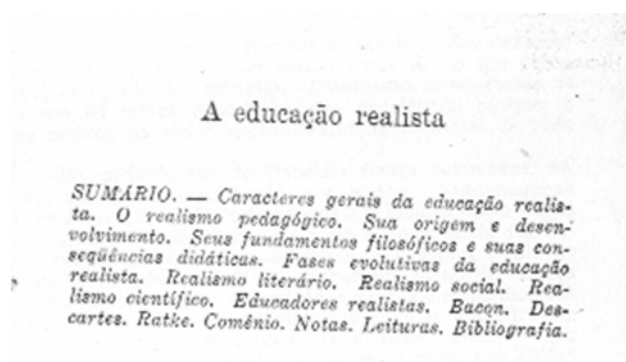 A educação realista
SUMÁRIO. — Caracteres gerais da educação realis-
ta. O realismo pedagógico. Sua origem e desen-
volvimento. Seus fundamentos filosóficos e suas con-
seqüências didáticas. Fases evolutivas da educação
realista. Realismo literário. Realismo social. Rea-
lismo científico. Educadores realistas. Bacon. Des-
cartes. Ratke. Comênio. Notas. Leituras. Bibliografia.